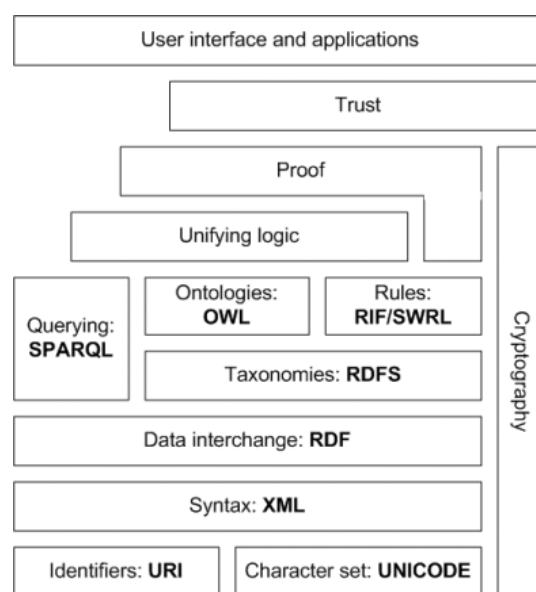 User interface and applications
Trust
Proof
Unifying logic
Querying:
SPARQL
Ontologies:
OWL
Rules:
RIF/SWRL
Taxonomies: RDFS
Data interchange: RDF
Syntax: XML
Identifiers: URI
Character set: UNICODE
Cryptography